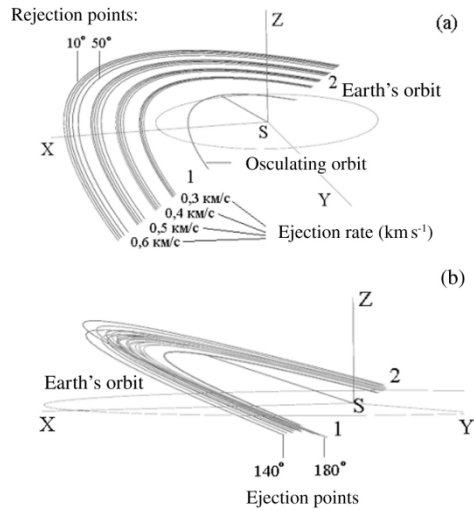 Rejection points:
(a)
Z
10° 50°
2
Earth's orbit
S
X
Osculating orbit
1
Y
0,3 км/с
0,4 км/с
0,5 км/с
0,6 км/с
Ejection rate (km s⁻¹)
(b)
Z
2
Earth's orbit
S
X
1
Y
140° 180°
Ejection points